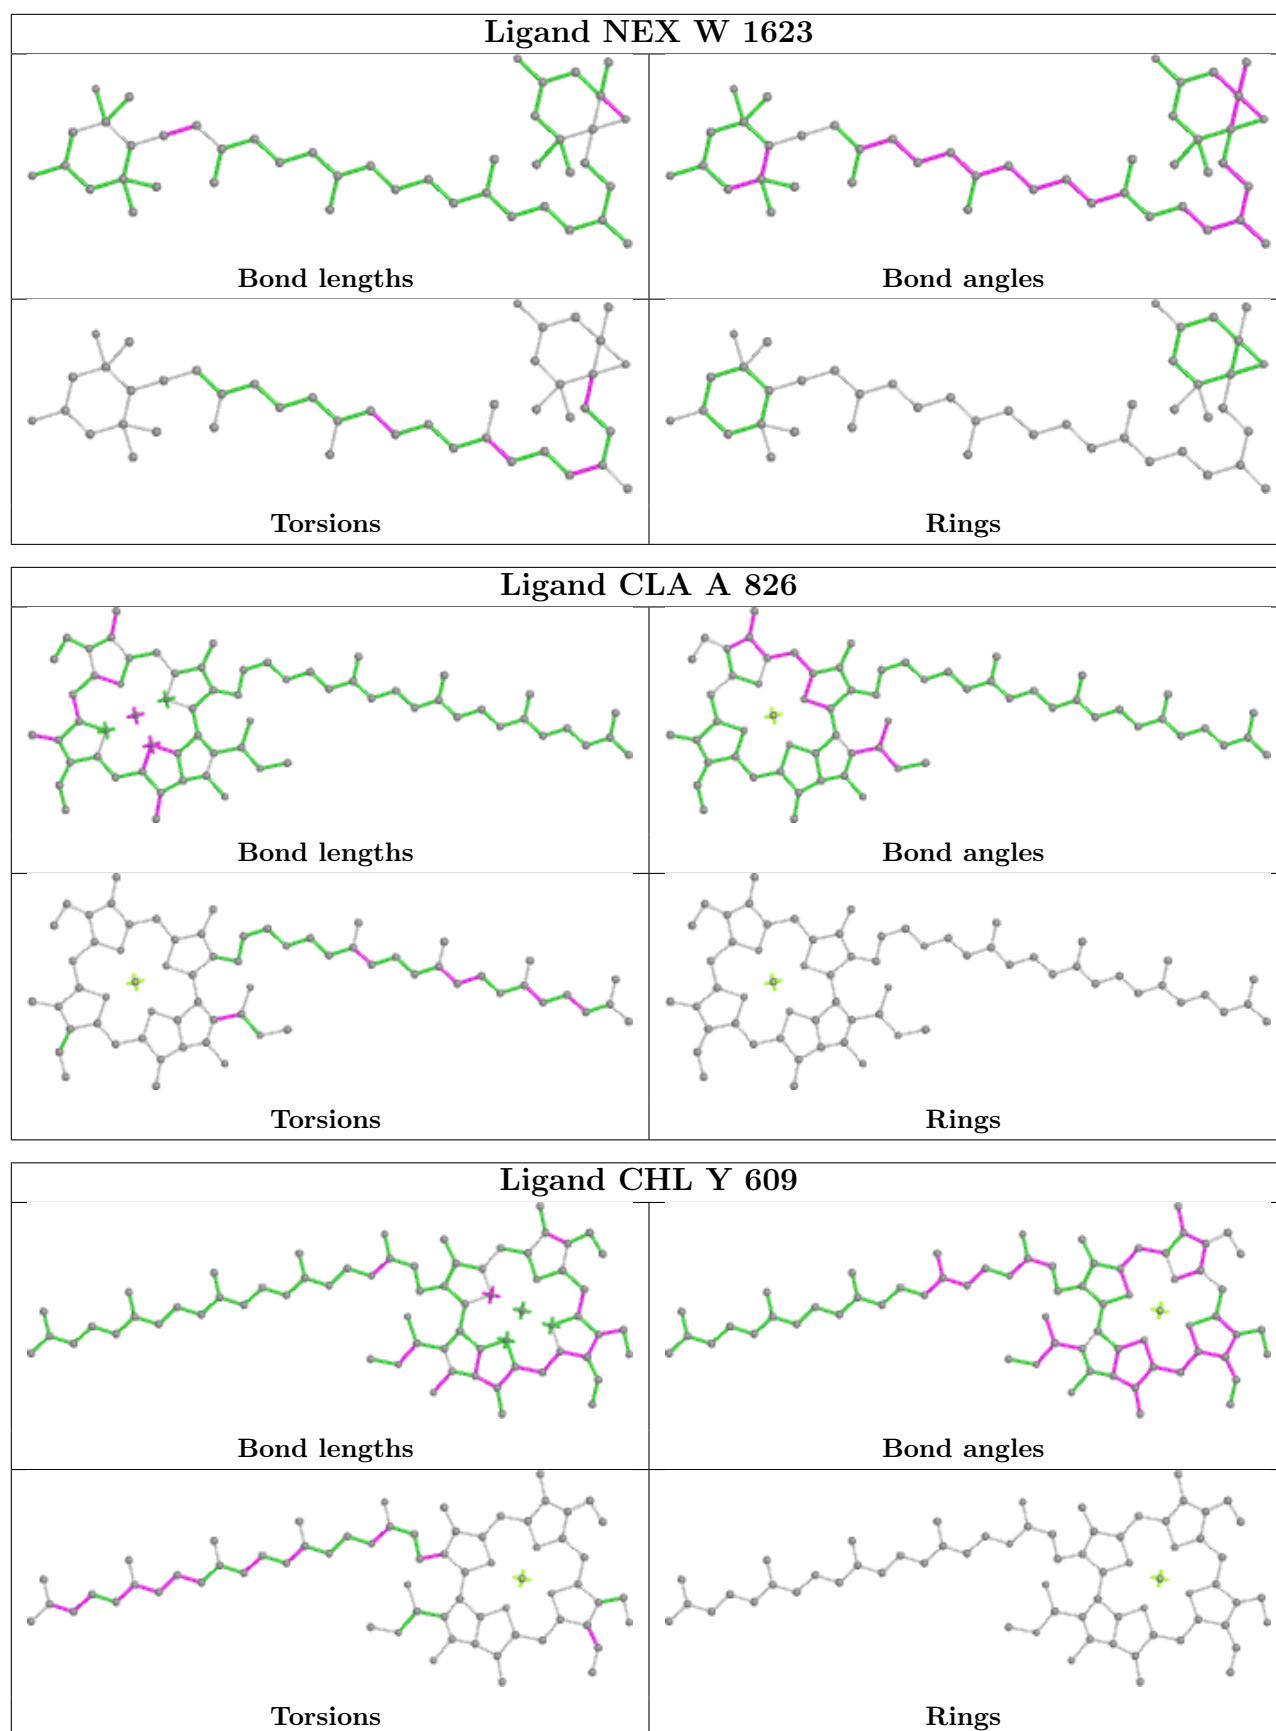 Ligand NEX W 1623
Bond lengths
Bond angles
Torsions
Rings
Ligand CLA A 826
Bond lengths
Bond angles
Torsions
Rings
Ligand CHL Y 609
Bond lengths
Bond angles
Torsions
Rings